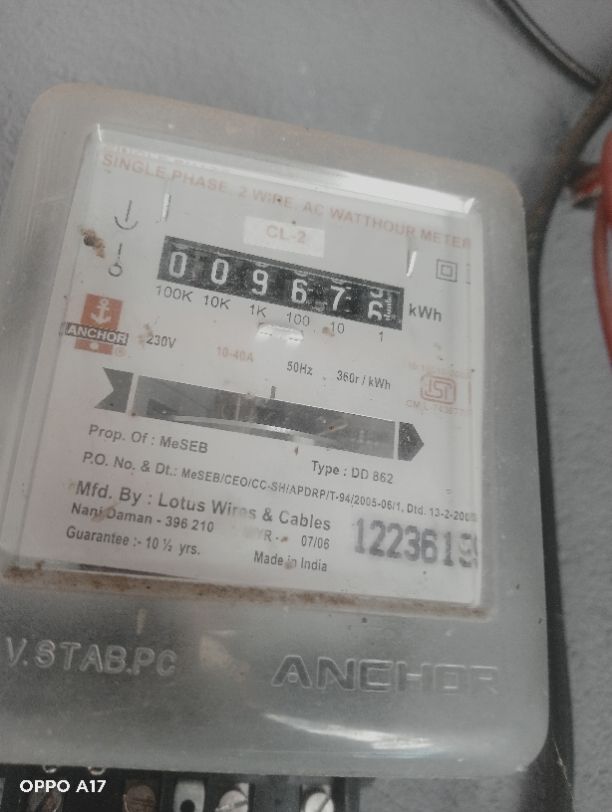 SINGLE PHASE, 2 WIRE, AC WATTHOUR METER
CL-2
0 0 9 6 7 6 kWh
100K 10K 1K 100 10 1
ANCHOR ®
230V 10-40A 50Hz 360r / kWh
Prop. Of : MeSEB
Type : DD 862
P.O. No. & Dt.: MeSEB/CEO/CC-SH/APDRP/T-94/2005-06/1, Dtd. 13-2-2006
Mfd. By : Lotus Wires & Cables
Nani Daman - 396 210 MYR - 07/06
Guarantee :- 10 ½ yrs. Made in India
V.STAB.PC ANCHOR
OPPO A17